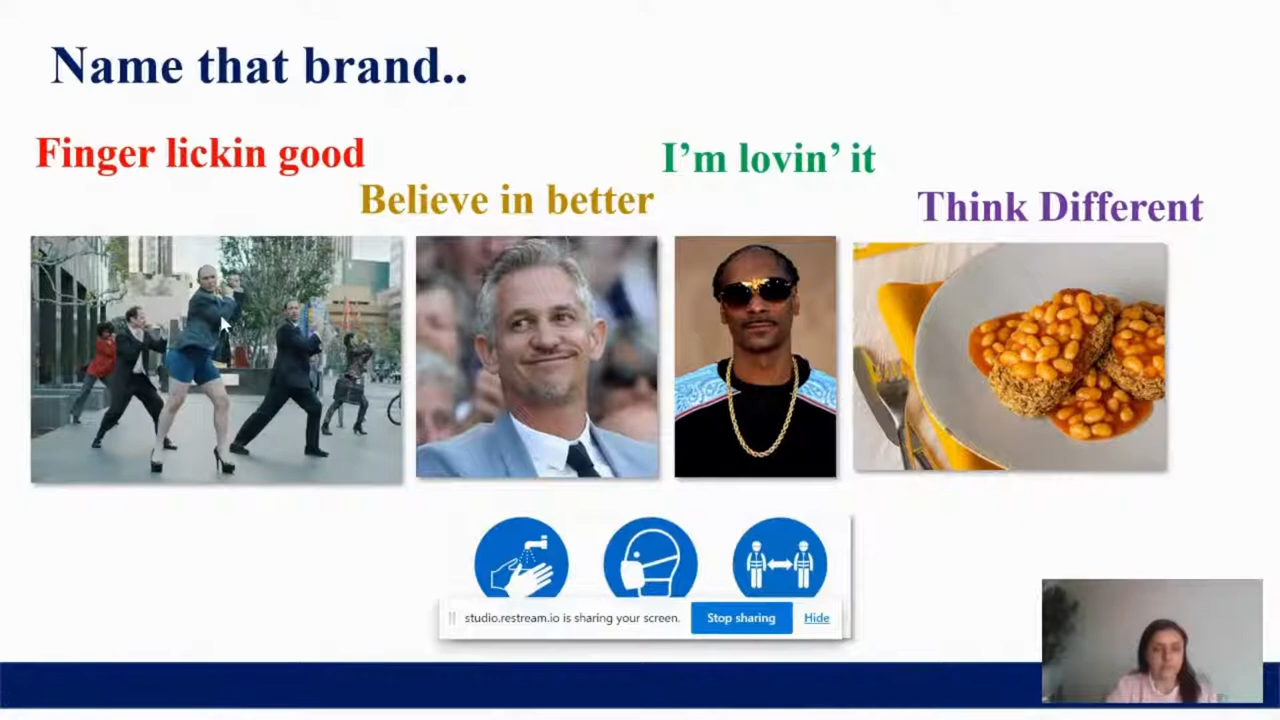 Name that brand..
Finger lickin good
I'm lovin' it
Believe in better
Think Different
studio.restream.io is sharing your screen.
Stop sharing
Hide